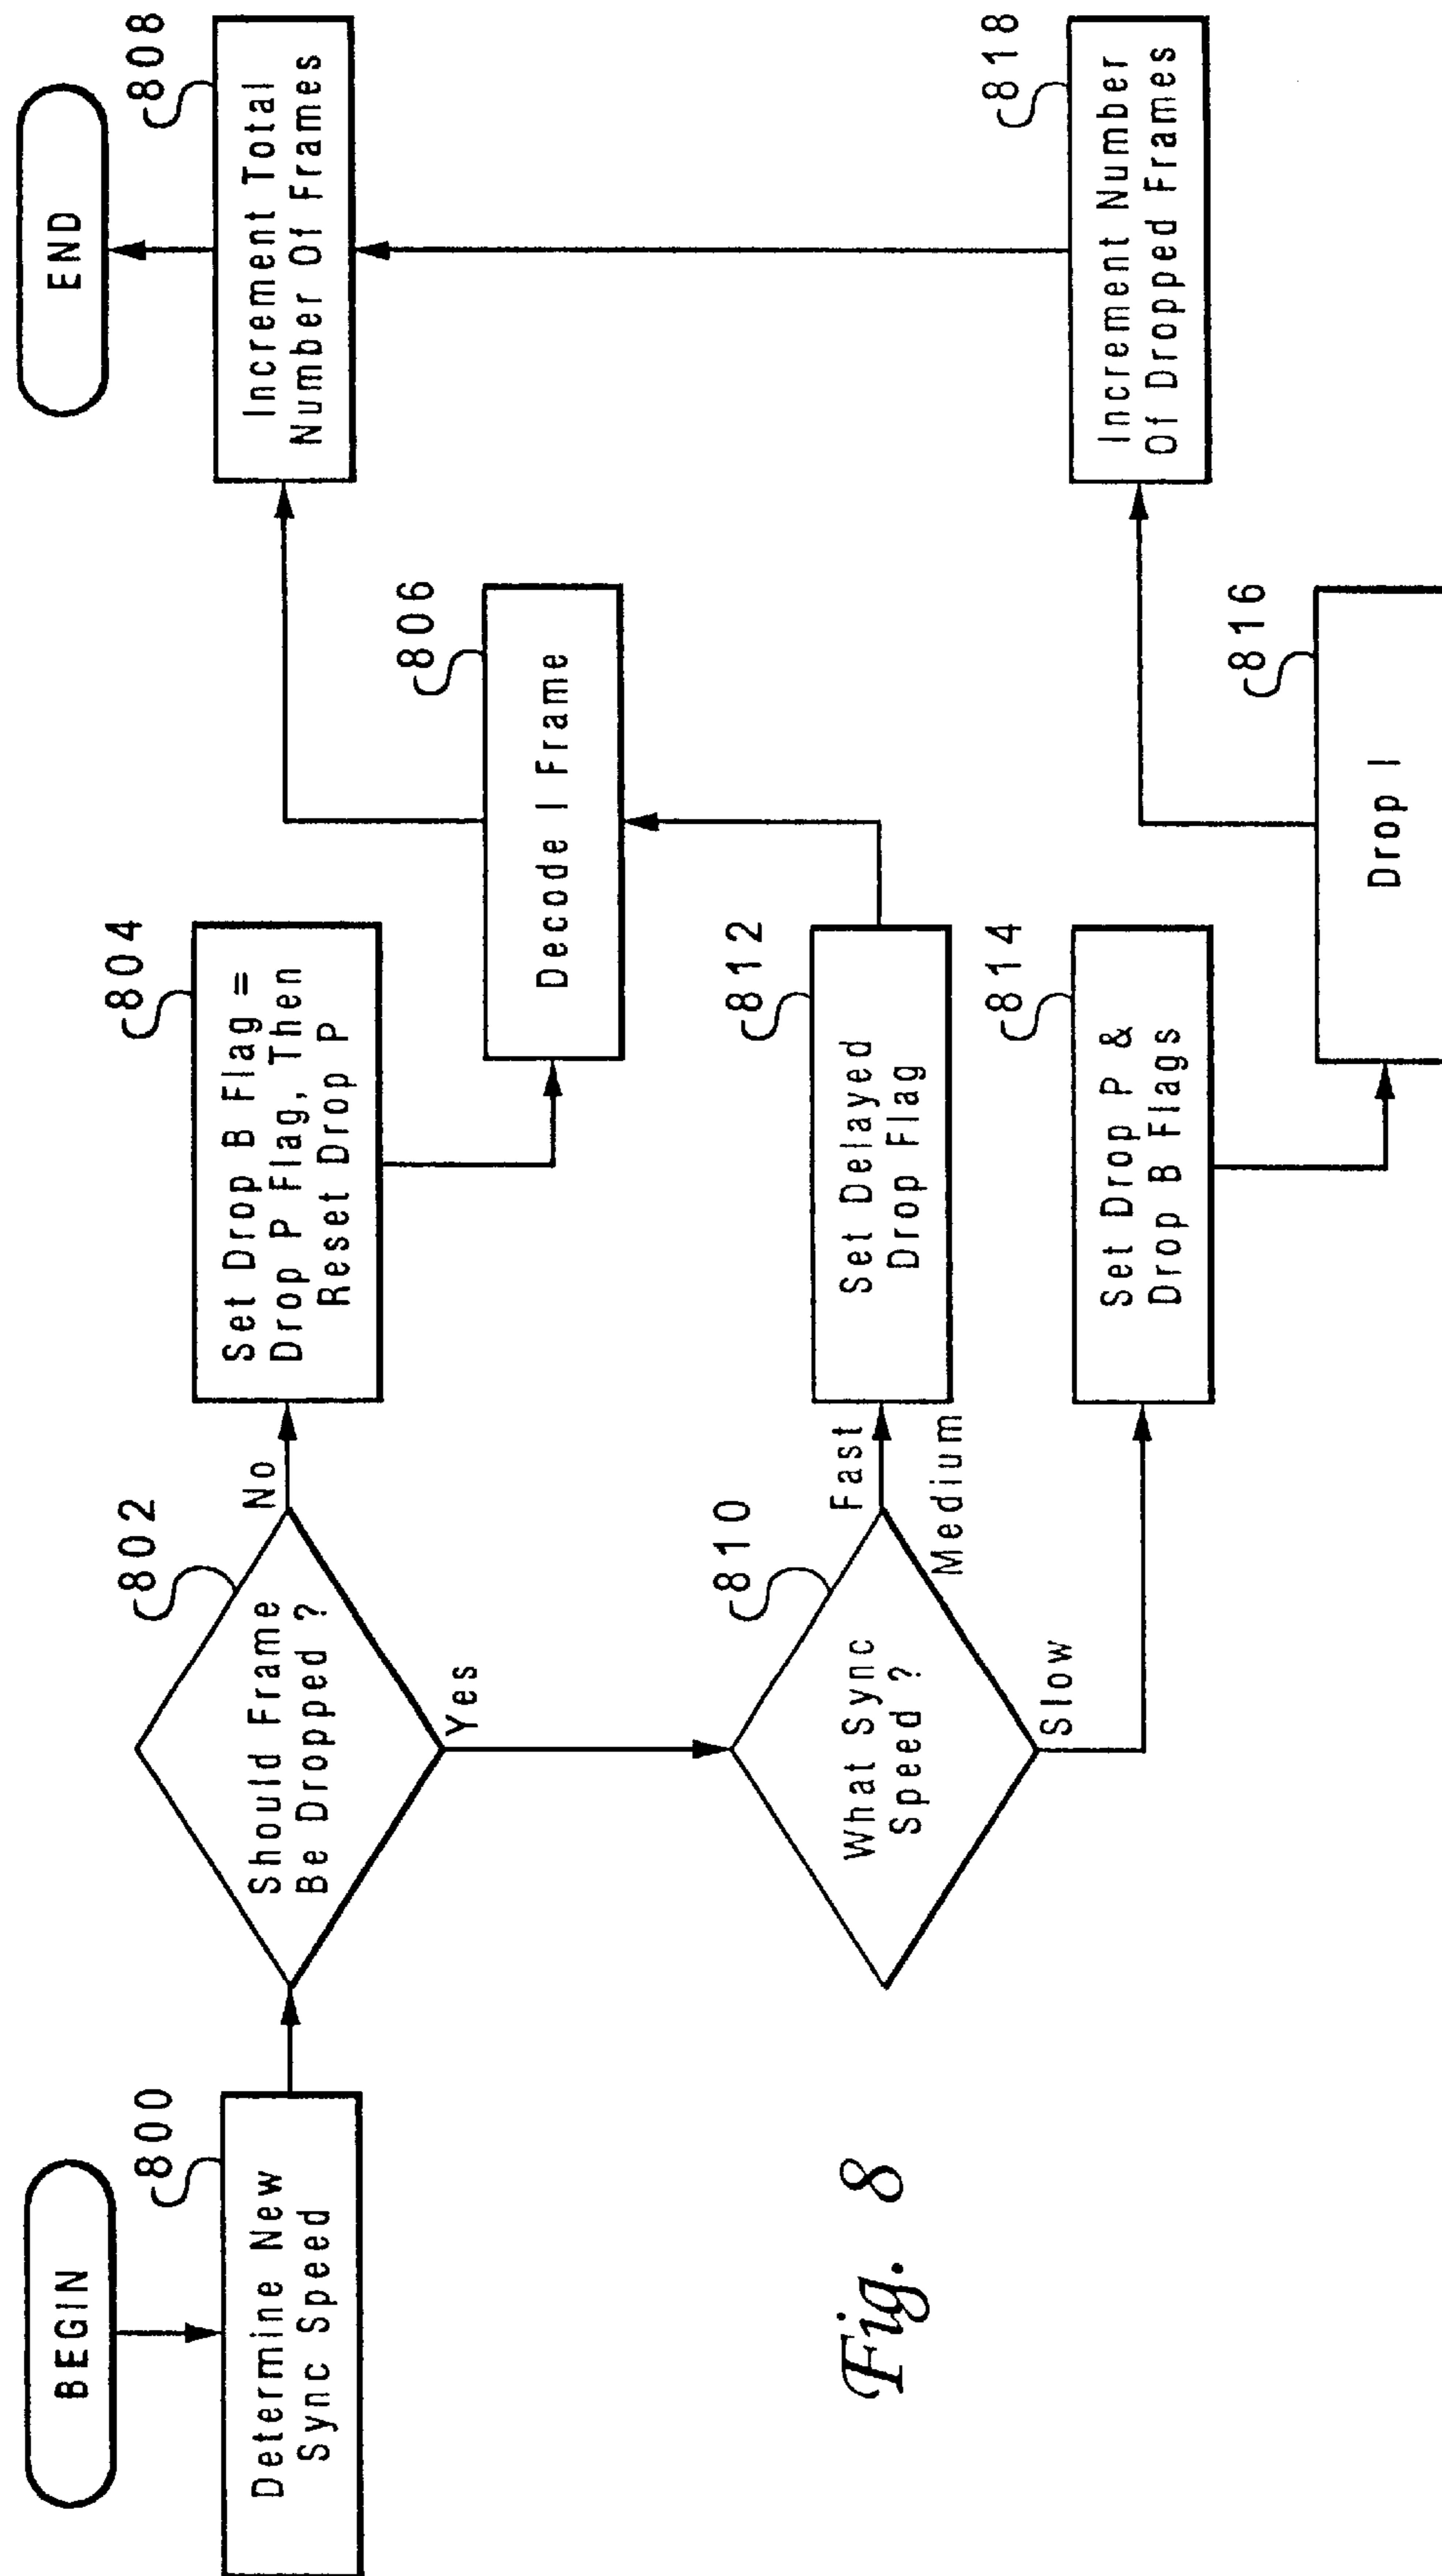 BEGIN
800
Determine New
Sync Speed
802
Should Frame
Be Dropped ?
No
Yes
804
Set Drop B Flag =
Drop P Flag, Then
Reset Drop P
806
Decode I Frame
808
Increment Total
Number Of Frames
END
810
What Sync
Speed ?
Fast
Medium
Slow
812
Set Delayed
Drop Flag
814
Set Drop P &
Drop B Flags
816
Drop I
818
Increment Number
Of Dropped Frames
Fig. 8